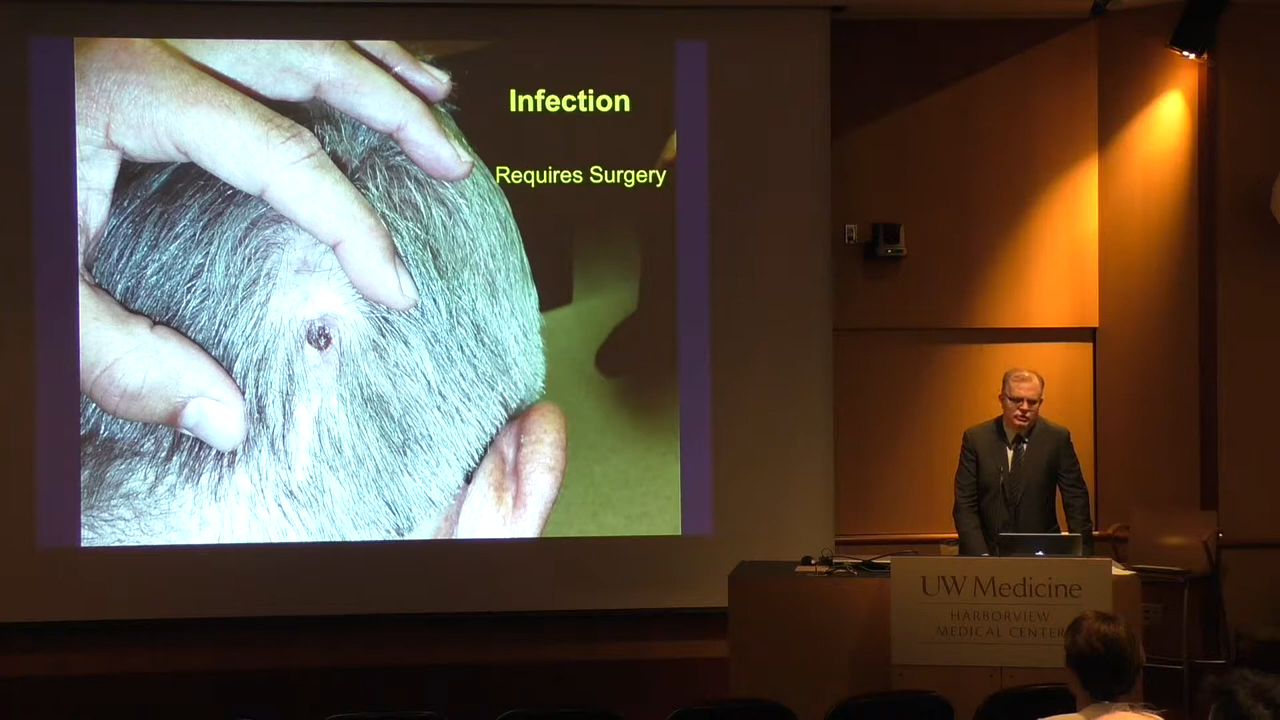 Infection
Requires Surgery
UW Medicine
HARBORVIEW
MEDICAL CENTER